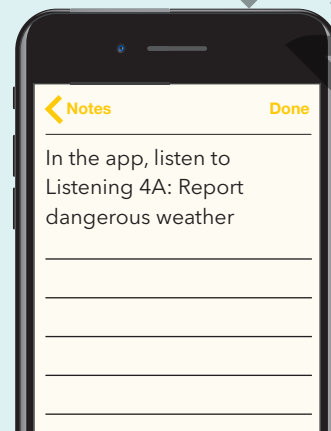 Notes Done
In the app, listen to
Listening 4A: Report
dangerous weather